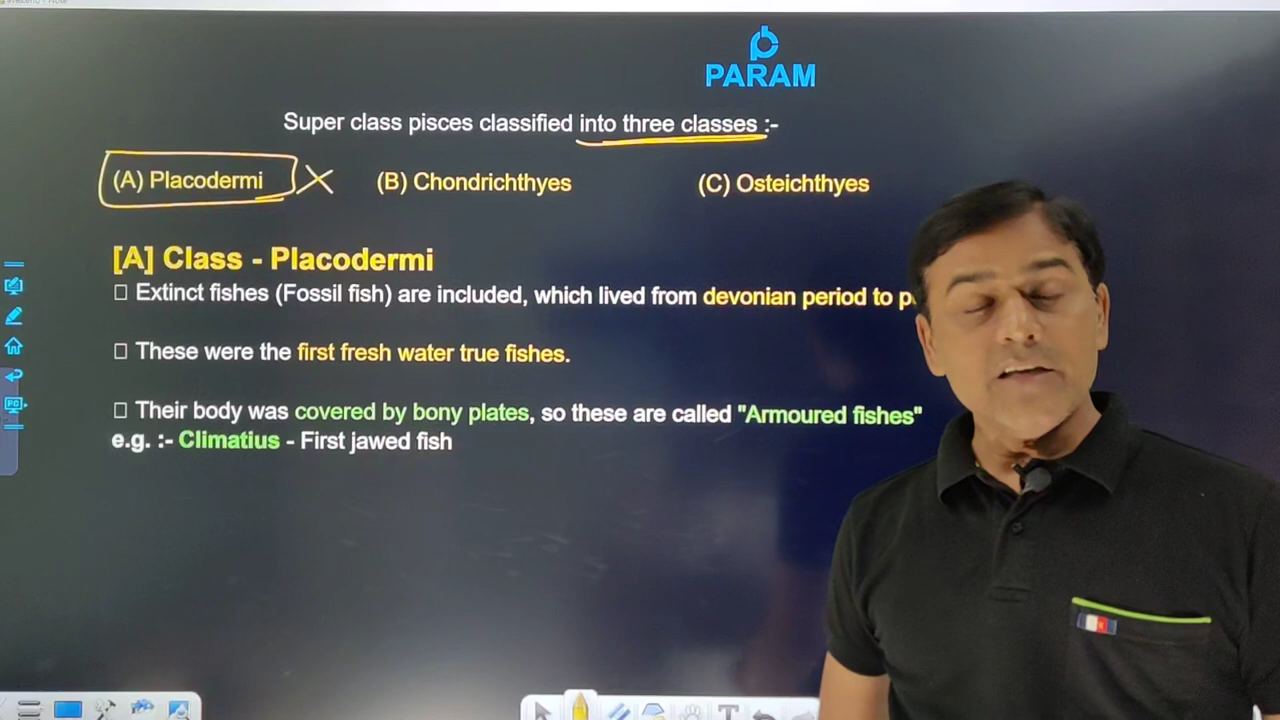 PARAM
Super class pisces classified into three classes :-
(A) Placodermi (B) Chondrichthyes (C) Osteichthyes
[A] Class - Placodermi
Extinct fishes (Fossil fish) are included, which lived from devonian period to
These were the first fresh water true fishes.
Their body was covered by bony plates, so these are called "Armoured fishes"
e.g. :- Climatius - First jawed fish